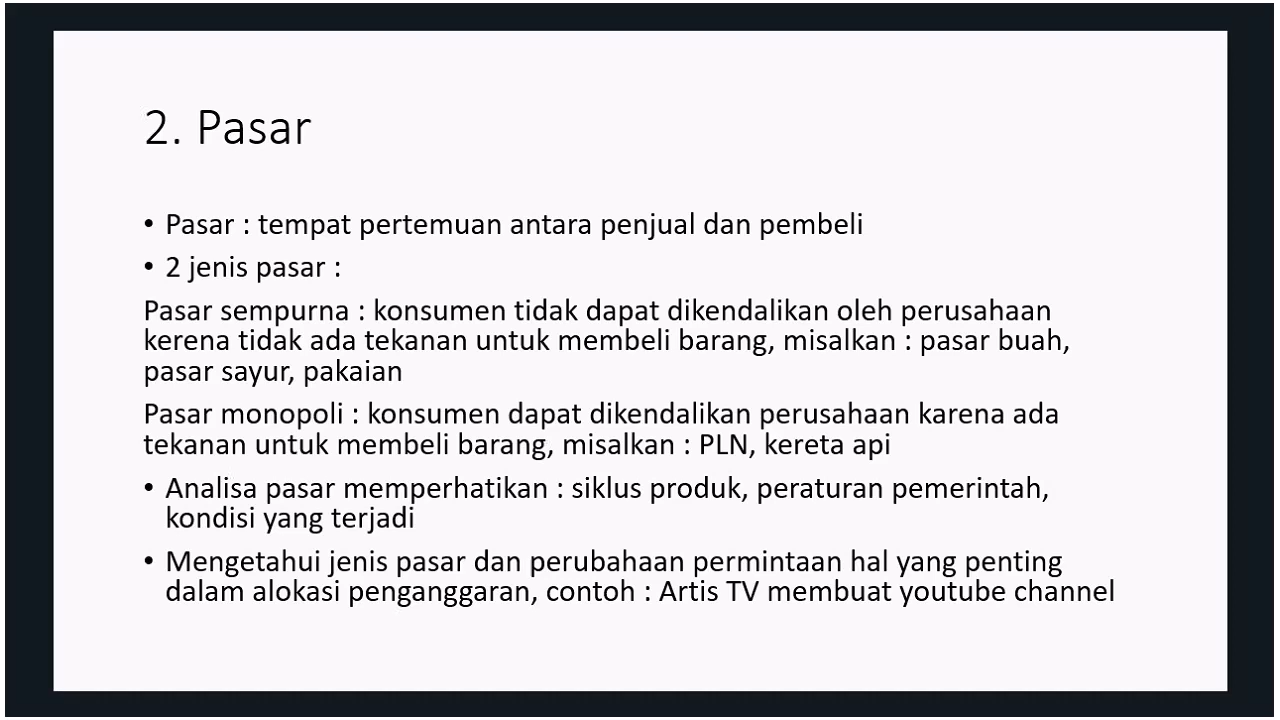 2. Pasar
• Pasar : tempat pertemuan antara penjual dan pembeli
• 2 jenis pasar :
Pasar sempurna : konsumen tidak dapat dikendalikan oleh perusahaan
kerena tidak ada tekanan untuk membeli barang, misalkan : pasar buah,
pasar sayur, pakaian
Pasar monopoli : konsumen dapat dikendalikan perusahaan karena ada
tekanan untuk membeli barang, misalkan : PLN, kereta api
• Analisa pasar memperhatikan : siklus produk, peraturan pemerintah,
kondisi yang terjadi
• Mengetahui jenis pasar dan perubahaan permintaan hal yang penting
dalam alokasi penganggaran, contoh : Artis TV membuat youtube channel